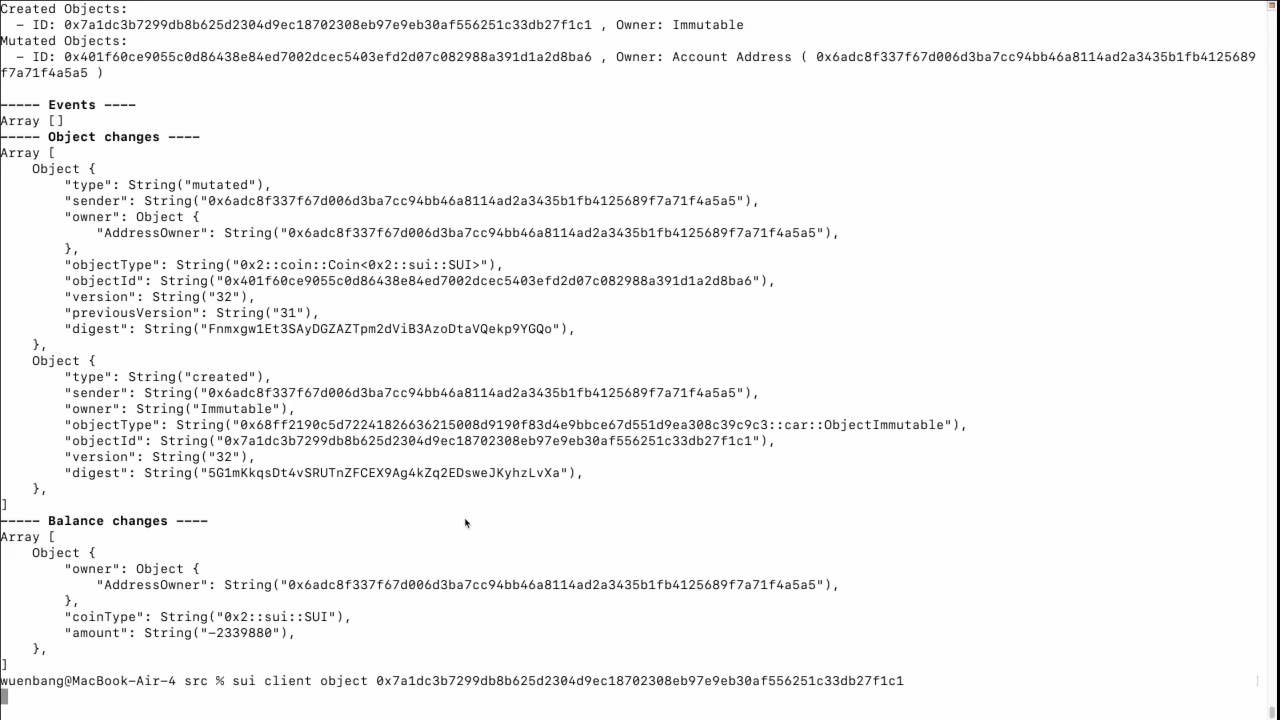 Created Objects:
  - ID: 0x7a1dc3b7299db8b625d2304d9ec18702308eb97e9eb30af556251c33db27f1c1 , Owner: Immutable
Mutated Objects:
  - ID: 0x401f60ce9055c0d86438e84ed7002dcec5403efd2d07c082988a391d1a2d8ba6 , Owner: Account Address ( 0x6adc8f337f67d006d3ba7cc94bb46a8114ad2a3435b1fb4125689
f7a71f4a5a5 )
----- Events ----
Array []
----- Object changes ----
Array [
    Object {
        "type": String("mutated"),
        "sender": String("0x6adc8f337f67d006d3ba7cc94bb46a8114ad2a3435b1fb4125689f7a71f4a5a5"),
        "owner": Object {
            "AddressOwner": String("0x6adc8f337f67d006d3ba7cc94bb46a8114ad2a3435b1fb4125689f7a71f4a5a5"),
        },
        "objectType": String("0x2::coin::Coin<0x2::sui::SUI>"),
        "objectId": String("0x401f60ce9055c0d86438e84ed7002dcec5403efd2d07c082988a391d1a2d8ba6"),
        "version": String("32"),
        "previousVersion": String("31"),
        "digest": String("Fnmxgw1Et3SAyDGZAZTpm2dViB3AzoDtaVQekp9YGQo"),
    },
    Object {
        "type": String("created"),
        "sender": String("0x6adc8f337f67d006d3ba7cc94bb46a8114ad2a3435b1fb4125689f7a71f4a5a5"),
        "owner": String("Immutable"),
        "objectType": String("0x68ff2190c5d72241826636215008d9190f83d4e9bbce67d551d9ea308c39c9c3::car::ObjectImmutable"),
        "objectId": String("0x7a1dc3b7299db8b625d2304d9ec18702308eb97e9eb30af556251c33db27f1c1"),
        "version": String("32"),
        "digest": String("5G1mKkqsDt4vSRUTnZFCEX9Ag4kZq2EDsweJKyhzLvXa"),
    },
]
----- Balance changes ----
Array [
    Object {
        "owner": Object {
            "AddressOwner": String("0x6adc8f337f67d006d3ba7cc94bb46a8114ad2a3435b1fb4125689f7a71f4a5a5"),
        },
        "coinType": String("0x2::sui::SUI"),
        "amount": String("-2339880"),
    },
]
wuenbang@MacBook-Air-4 src % sui client object 0x7a1dc3b7299db8b625d2304d9ec18702308eb97e9eb30af556251c33db27f1c1